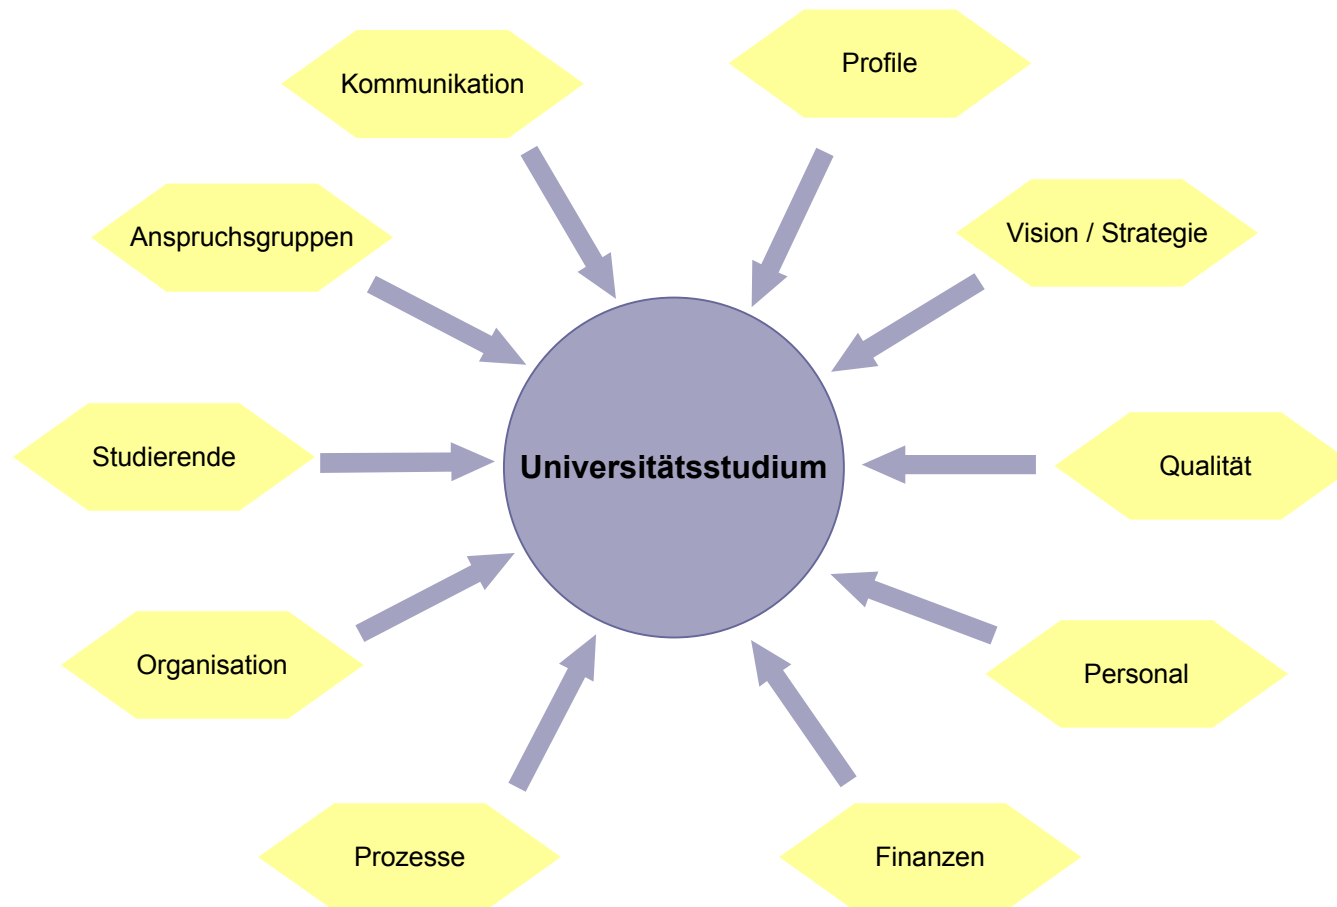 Profile
Kommunikation
Vision / Strategie
Anspruchsgruppen
Studierende
Universitätsstudium
Qualität
Organisation
Personal
Prozesse
Finanzen